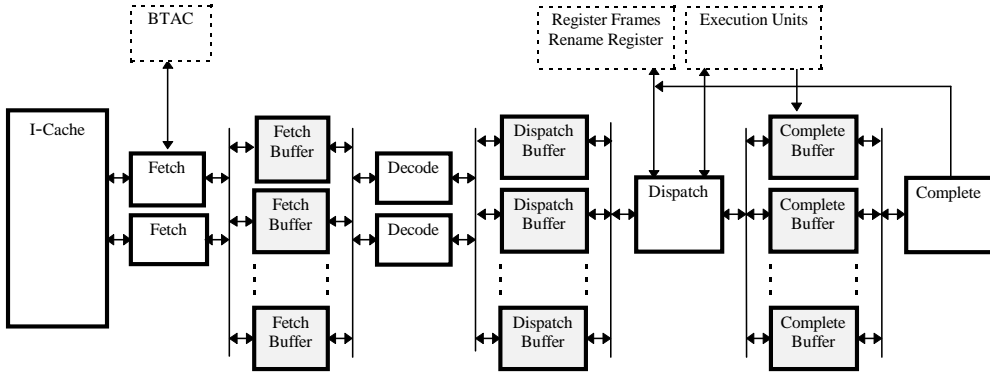 BTAC
Register Frames
Rename Register
Execution Units
I-Cache
Fetch
Fetch
Fetch
Buffer
Fetch
Buffer
Fetch
Buffer
Decode
Decode
Dispatch
Buffer
Dispatch
Buffer
Dispatch
Buffer
Dispatch
Complete
Buffer
Complete
Buffer
Complete
Buffer
Complete